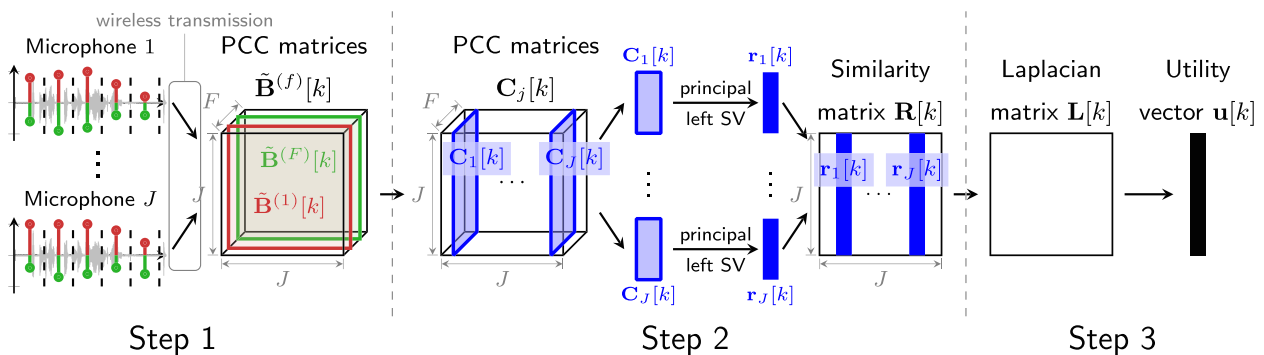 wireless transmission
Microphone 1
Microphone J
PCC matrices
B̃^(f)[k]
F
J
B̃^(F)[k]
B̃^(1)[k]
J
Step 1
PCC matrices
C_j[k]
F
J
C_1[k]
C_J[k]
...
J
C_1[k]
principal
left SV
r_1[k]
⋮
⋮
principal
left SV
C_J[k]
r_J[k]
Similarity
matrix R[k]
r_1[k]
r_J[k]
...
J
J
Step 2
Laplacian
matrix L[k]
Utility
vector u[k]
Step 3